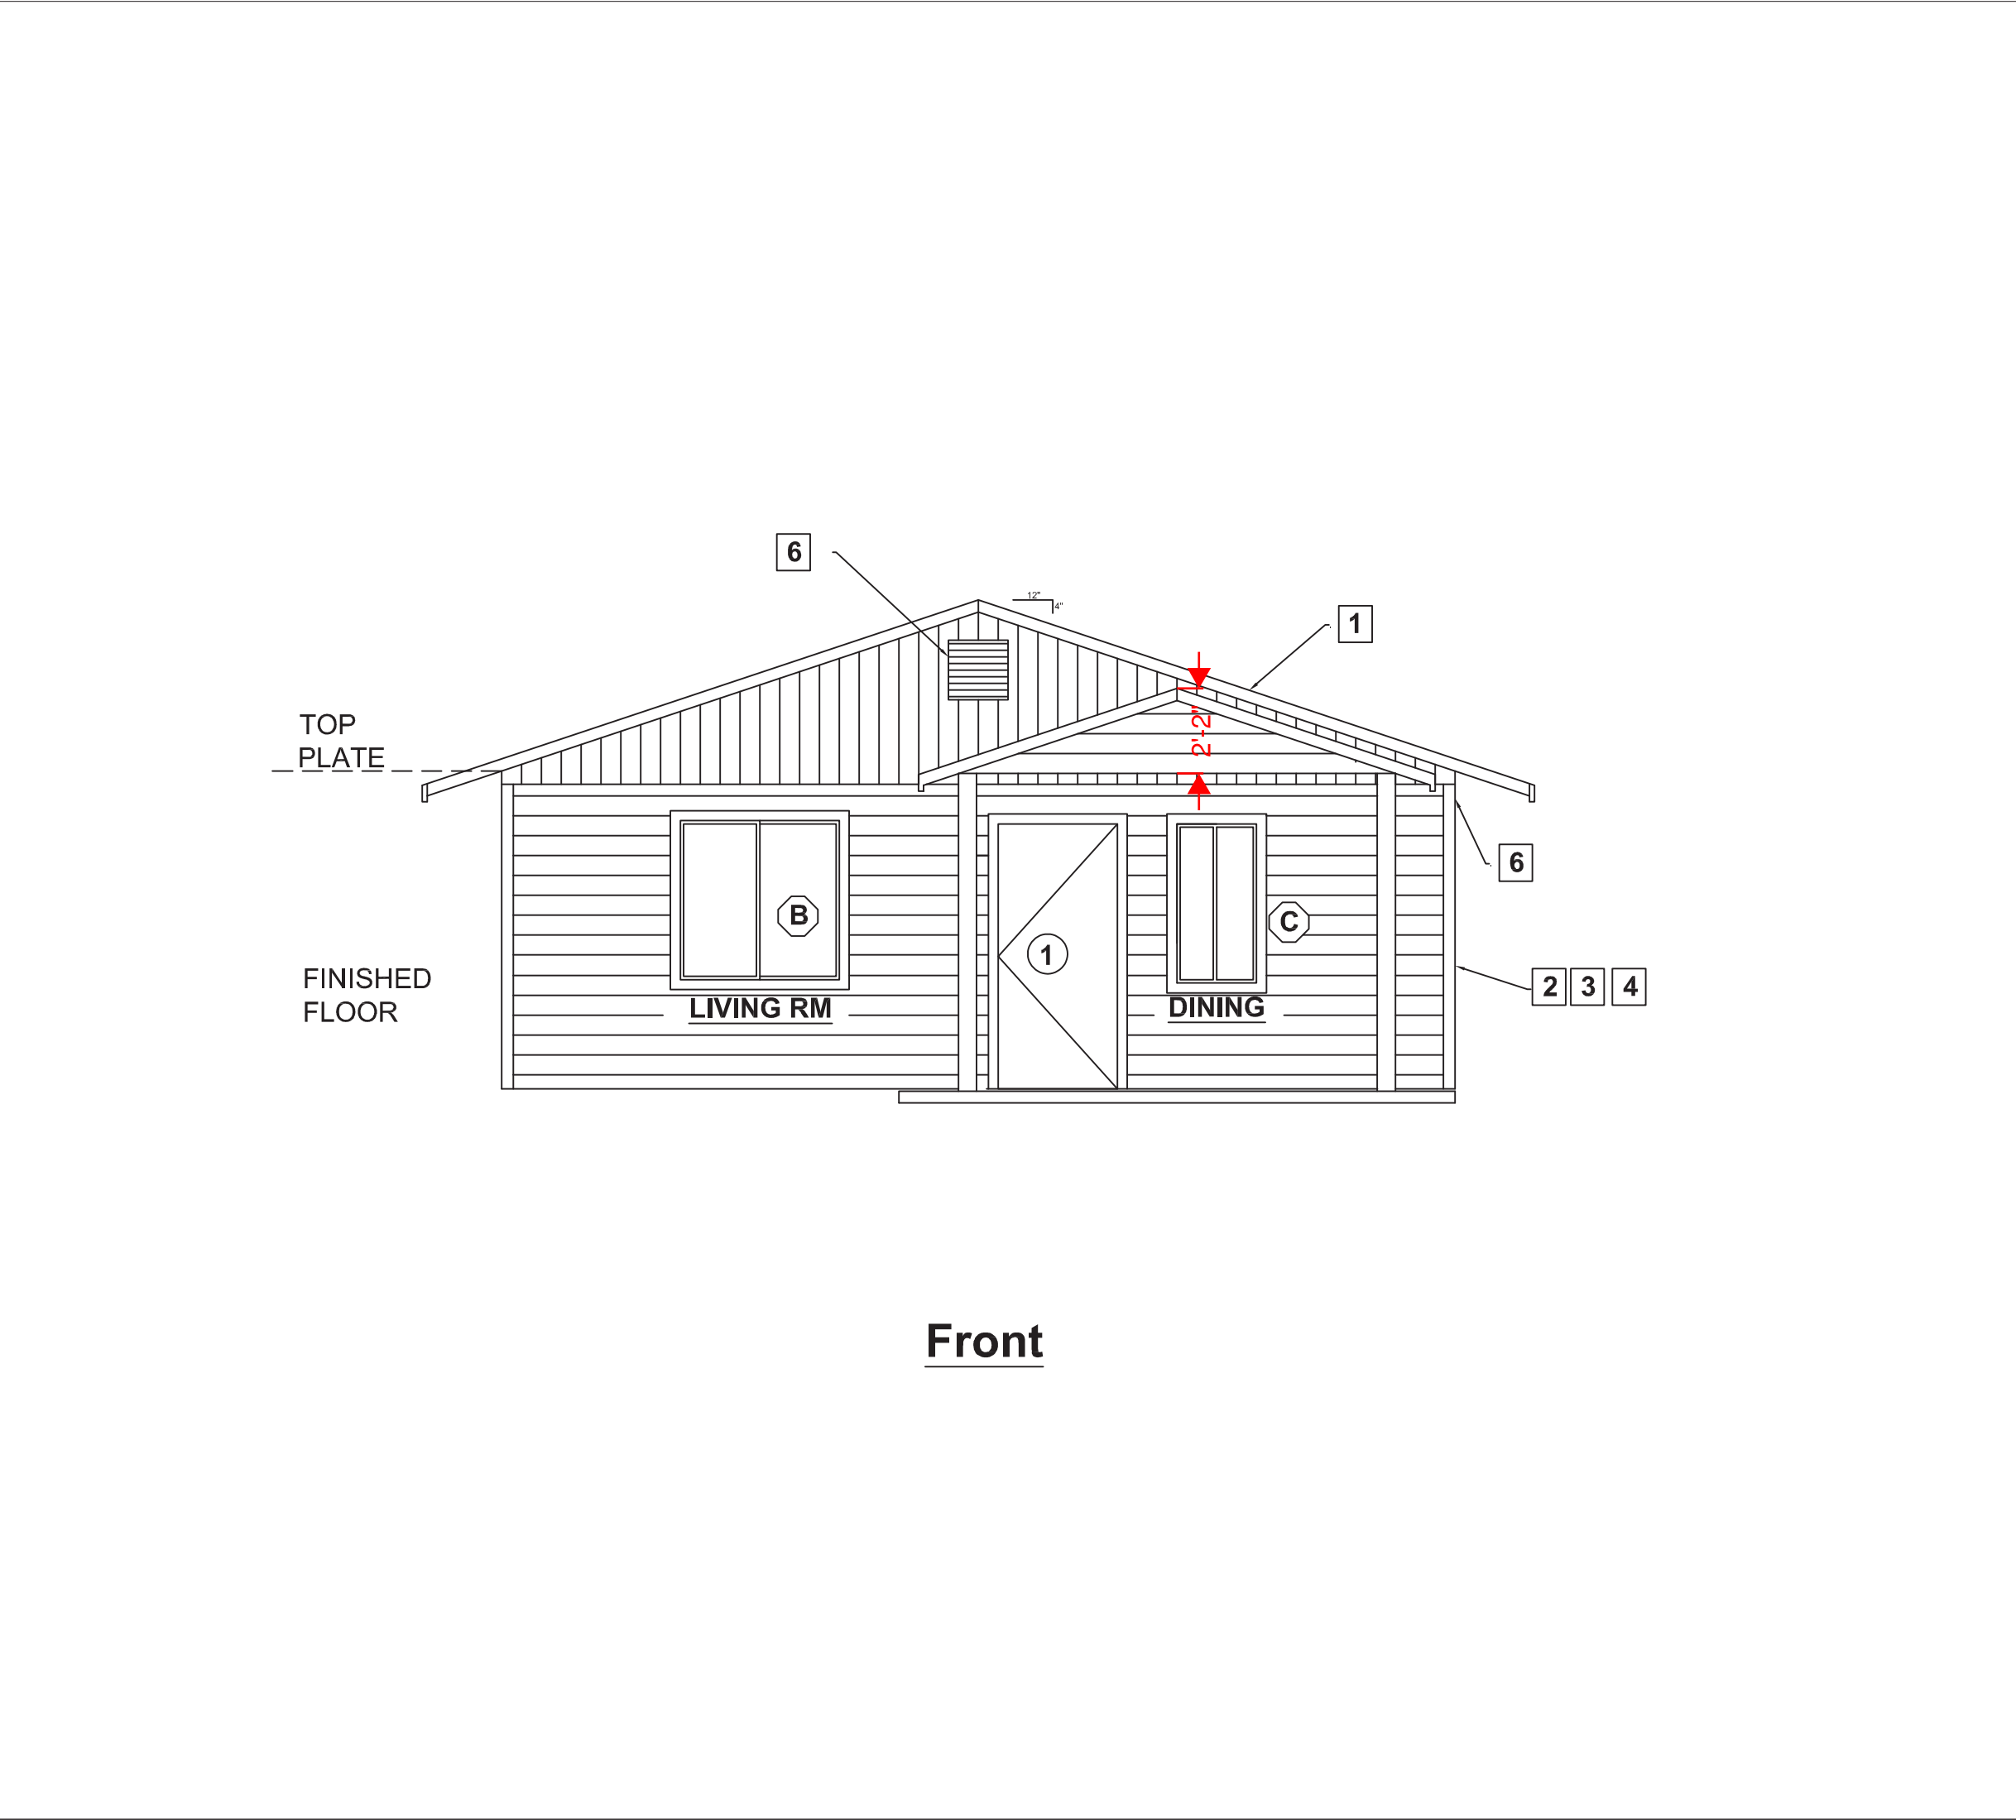 6
12"
4"
1
TOP
PLATE
2'-2"
6
B
C
1
FINISHED
FLOOR
2 3 4
LIVING RM
DINING
Front